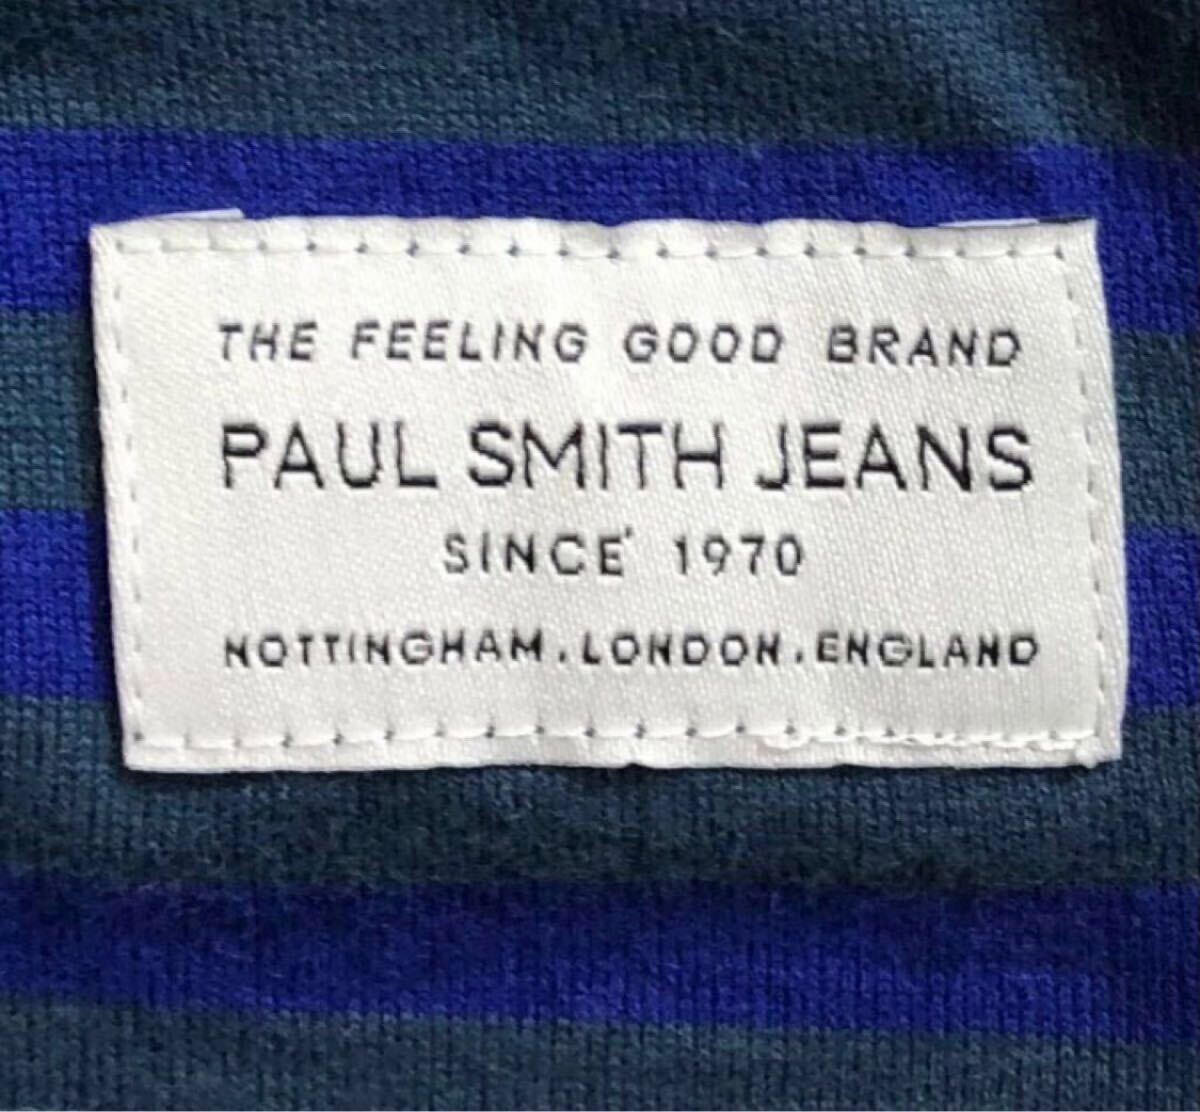 THE FEELING GOOD BRAND
PAUL SMITH JEANS
SINCE' 1970
NOTTINGHAM.LONDON.ENGLAND